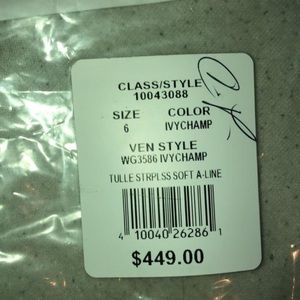 CLASS/STYLE
10043088
SIZE COLOR
6 IVYCHAMP
VEN STYLE
WG3586 IVYCHAMP
TULLE STRPLSS SOFT A-LINE
4 10040 26286 1
$449.00